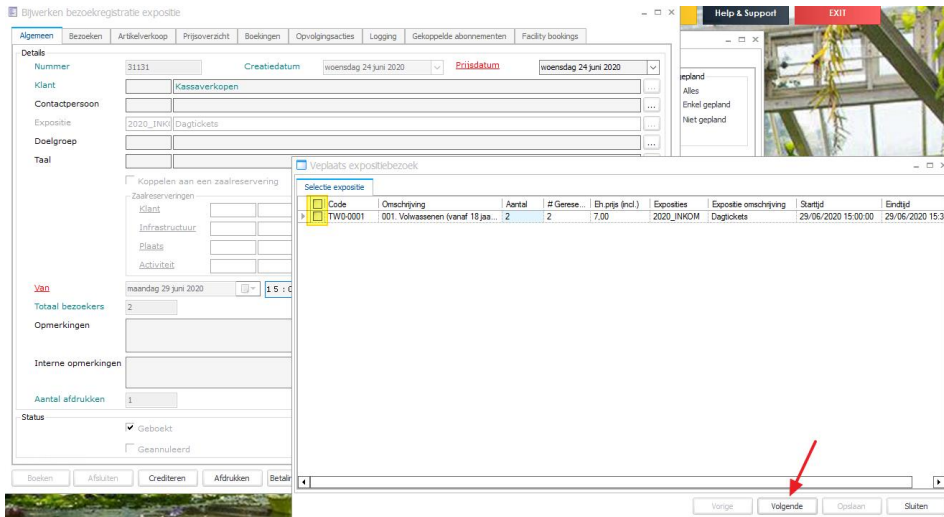 Bijwerken bezoekregistratie expositie
Help & Support EXIT
Algemeen Bezoeken Artikelverkoop Prijsoverzicht Boekingen Opvolgingsacties Logging Gekoppelde abonnementen Facility bookings
Details
Nummer 31131 Creatiedatum woensdag 24 juni 2020 Prijsdatum woensdag 24 juni 2020
Klant Kassaverkopen
Contactpersoon
Expositie 2020_INKO Dagtickets
Doelgroep
Taal
gepland
Alles
Enkel gepland
Niet gepland
Koppelen aan een zaalreservering
Zaalreserveringen
Klant
Infrastructuur
Plaats
Activiteit
Van maandag 29 juni 2020 15:0
Totaal bezoekers 2
Opmerkingen
Interne opmerkingen
Aantal afdrukken 1
Status
Geboekt
Geannuleerd
Boeken Afsluiten Crediteren Afdrukken Betalin
Veplaats expositiebezoek
Selectie expositie
Code Omschrijving Aantal # Gerese... Eh.prijs (incl.) Exposities Expositie omschrijving Starttijd Eindtijd
TW0-0001 001. Volwassenen (vanaf 18 jaa... 2 2 7,00 2020_INKOM Dagtickets 29/06/2020 15:00:00 29/06/2020 15:3
Vorige Volgende Opslaan Sluiten